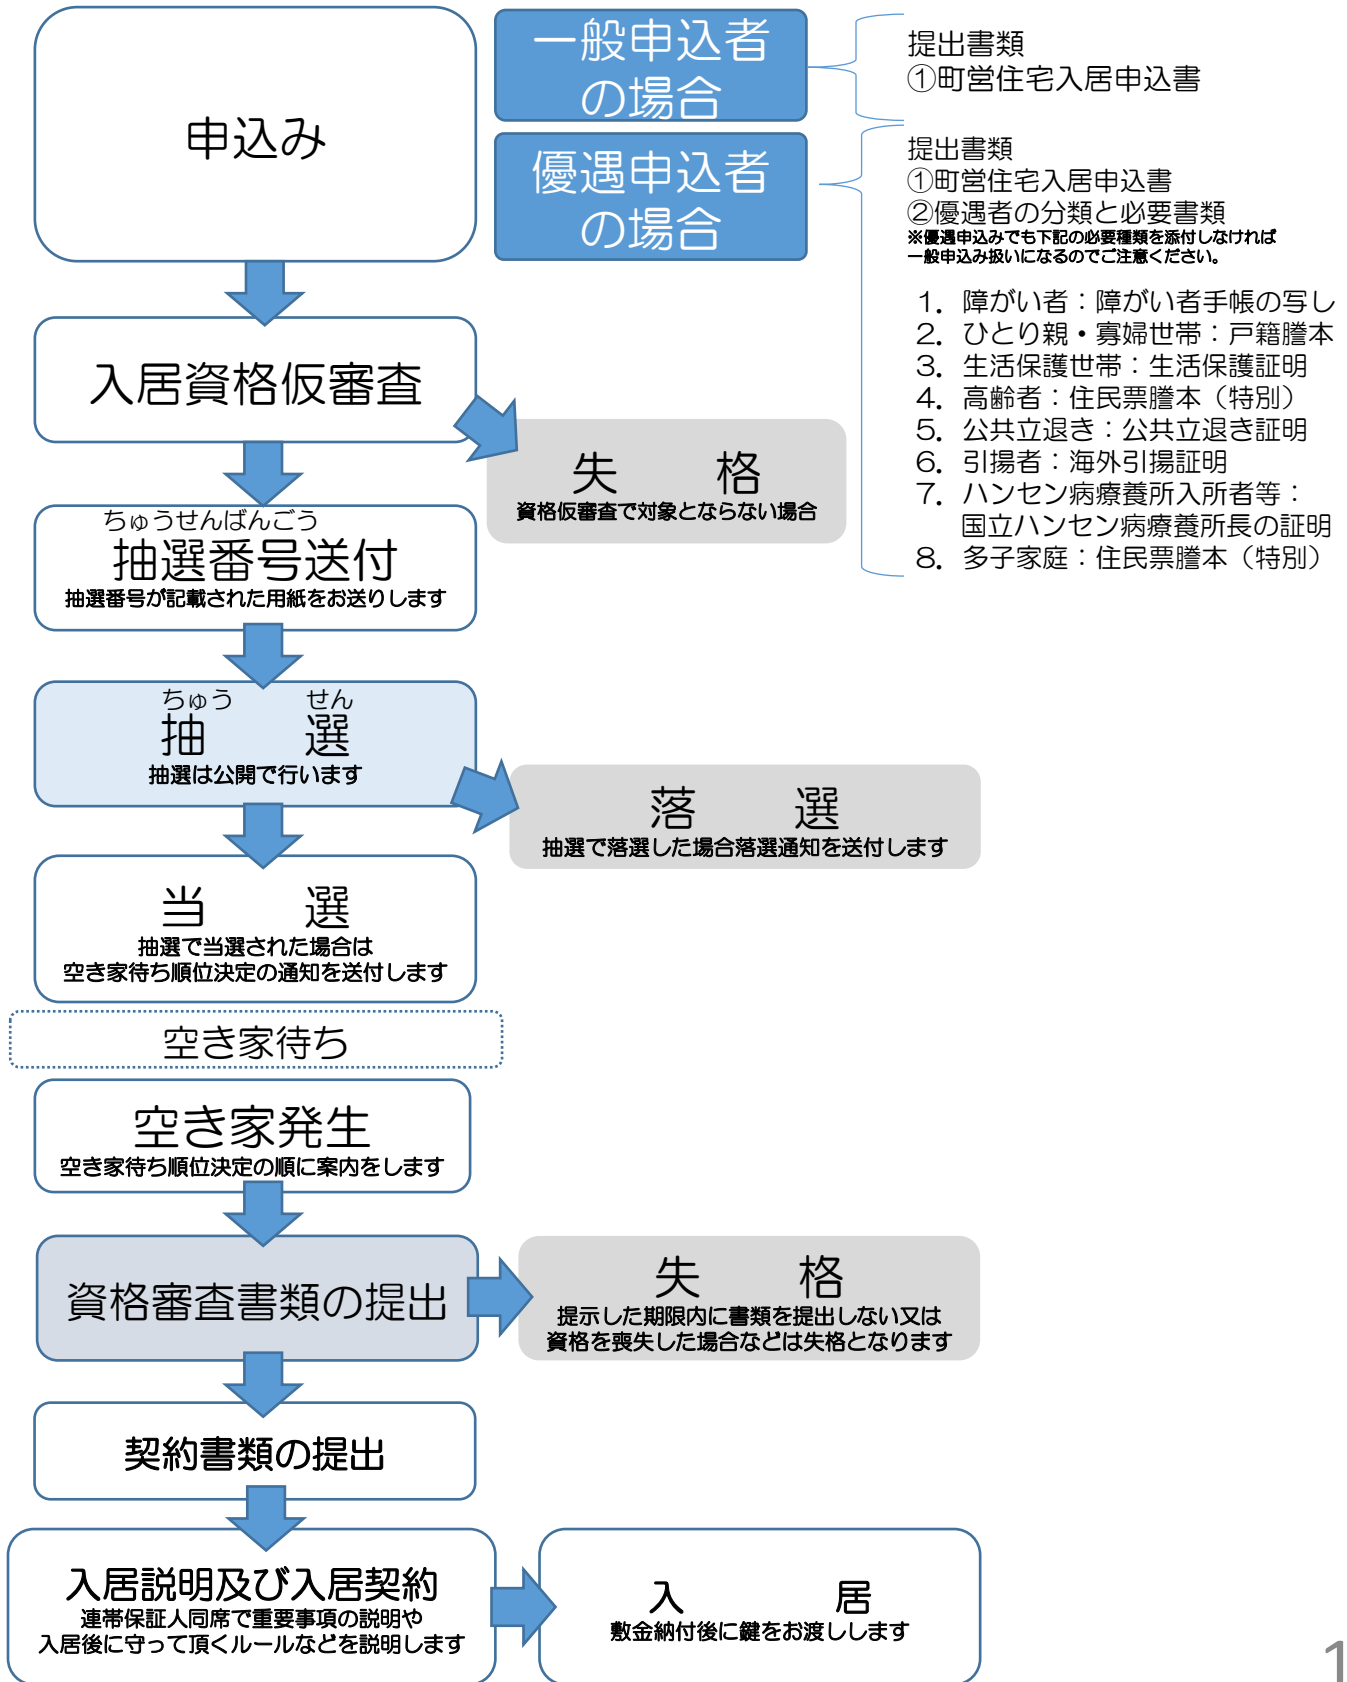 申込み
一般申込者
の場合
提出書類
①町営住宅入居申込書
優遇申込者
の場合
提出書類
①町営住宅入居申込書
②優遇者の分類と必要書類
※優遇申込みでも下記の必要種類を添付しなければ
一般申込み扱いになるのでご注意ください。
1．障がい者：障がい者手帳の写し
2．ひとり親・寡婦世帯：戸籍謄本
3．生活保護世帯：生活保護証明
4．高齢者：住民票謄本（特別）
5．公共立退き：公共立退き証明
6．引揚者：海外引揚証明
7．ハンセン病療養所入所者等：
国立ハンセン病療養所長の証明
8．多子家庭：住民票謄本（特別）
入居資格仮審査
失　格
資格仮審査で対象とならない場合
ちゅうせんばんごう
抽選番号送付
抽選番号が記載された用紙をお送りします
ちゅう　せん
抽　選
抽選は公開で行います
落　選
抽選で落選した場合落選通知を送付します
当　選
抽選で当選された場合は
空き家待ち順位決定の通知を送付します
空き家待ち
空き家発生
空き家待ち順位決定の順に案内をします
資格審査書類の提出
失　格
提示した期限内に書類を提出しない又は
資格を喪失した場合などは失格となります
契約書類の提出
入居説明及び入居契約
連帯保証人同席で重要事項の説明や
入居後に守って頂くルールなどを説明します
入　居
敷金納付後に鍵をお渡しします
1